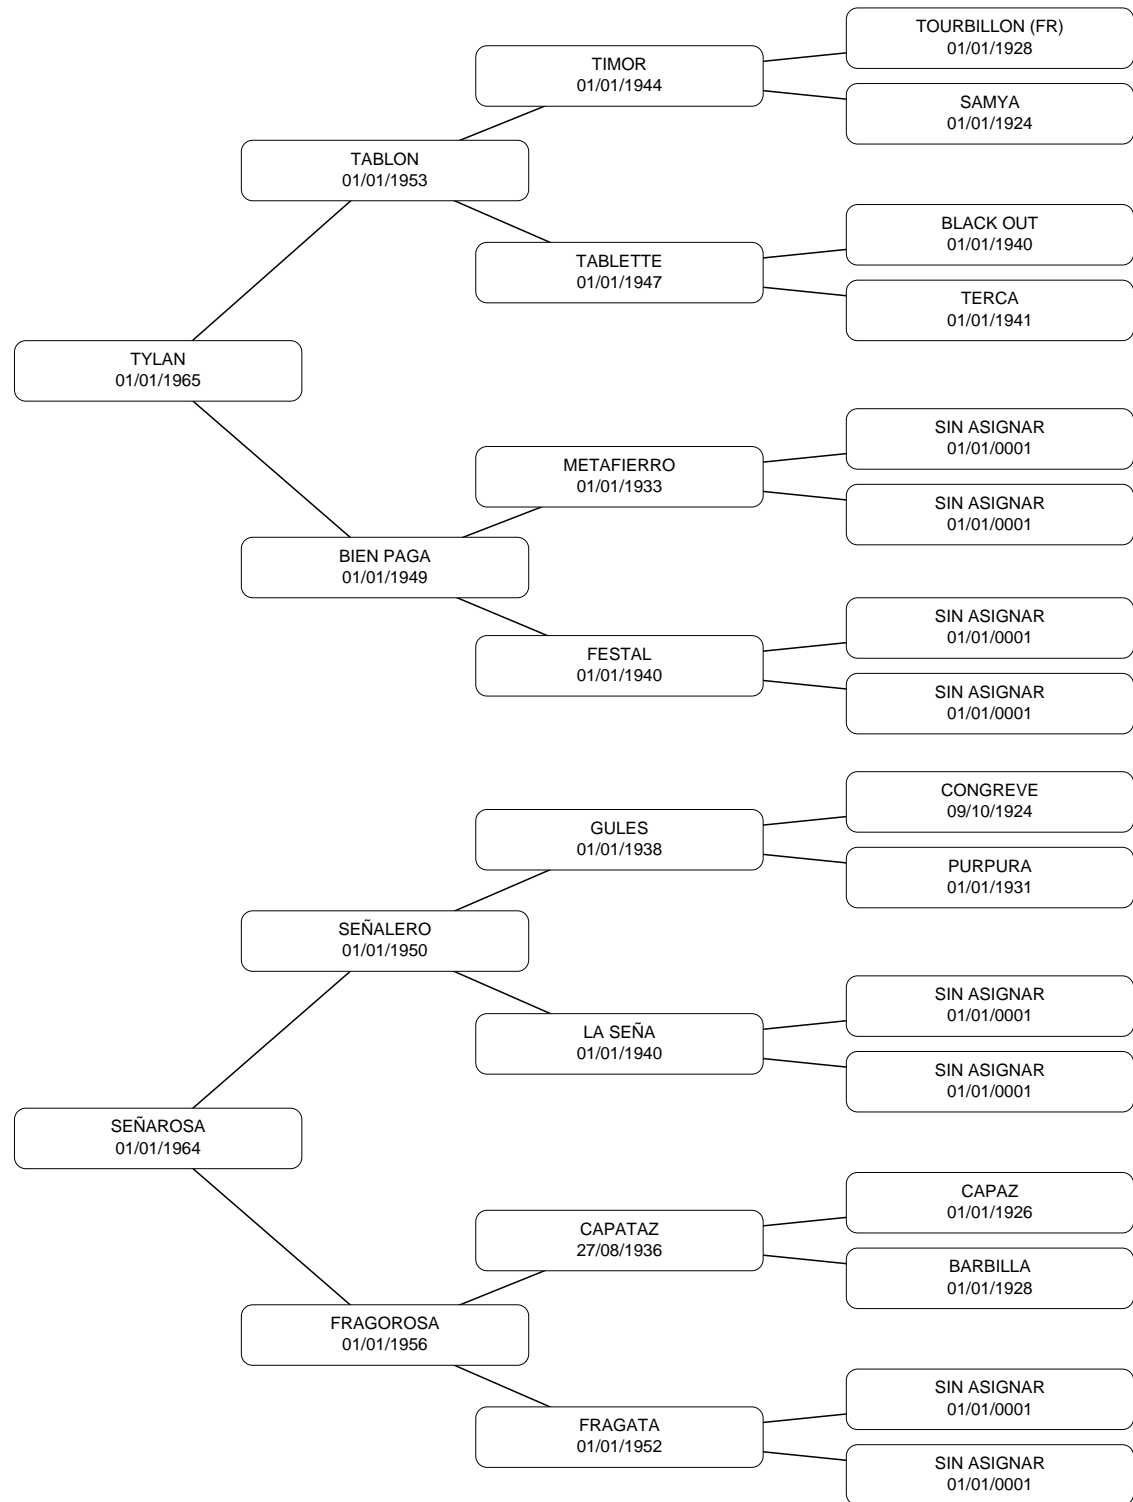 TOURBILLON (FR)
01/01/1928
TIMOR
01/01/1944
SAMYA
01/01/1924
TABLON
01/01/1953
BLACK OUT
01/01/1940
TABLETTE
01/01/1947
TERCA
01/01/1941
TYLAN
01/01/1965
SIN ASIGNAR
01/01/0001
METAFIERRO
01/01/1933
SIN ASIGNAR
01/01/0001
BIEN PAGA
01/01/1949
SIN ASIGNAR
01/01/0001
FESTAL
01/01/1940
SIN ASIGNAR
01/01/0001
CONGREVE
09/10/1924
GULES
01/01/1938
PURPURA
01/01/1931
SEÑALERO
01/01/1950
SIN ASIGNAR
01/01/0001
LA SEÑA
01/01/1940
SIN ASIGNAR
01/01/0001
SEÑAROSA
01/01/1964
CAPAZ
01/01/1926
CAPATAZ
27/08/1936
BARBILLA
01/01/1928
FRAGOROSA
01/01/1956
SIN ASIGNAR
01/01/0001
FRAGATA
01/01/1952
SIN ASIGNAR
01/01/0001